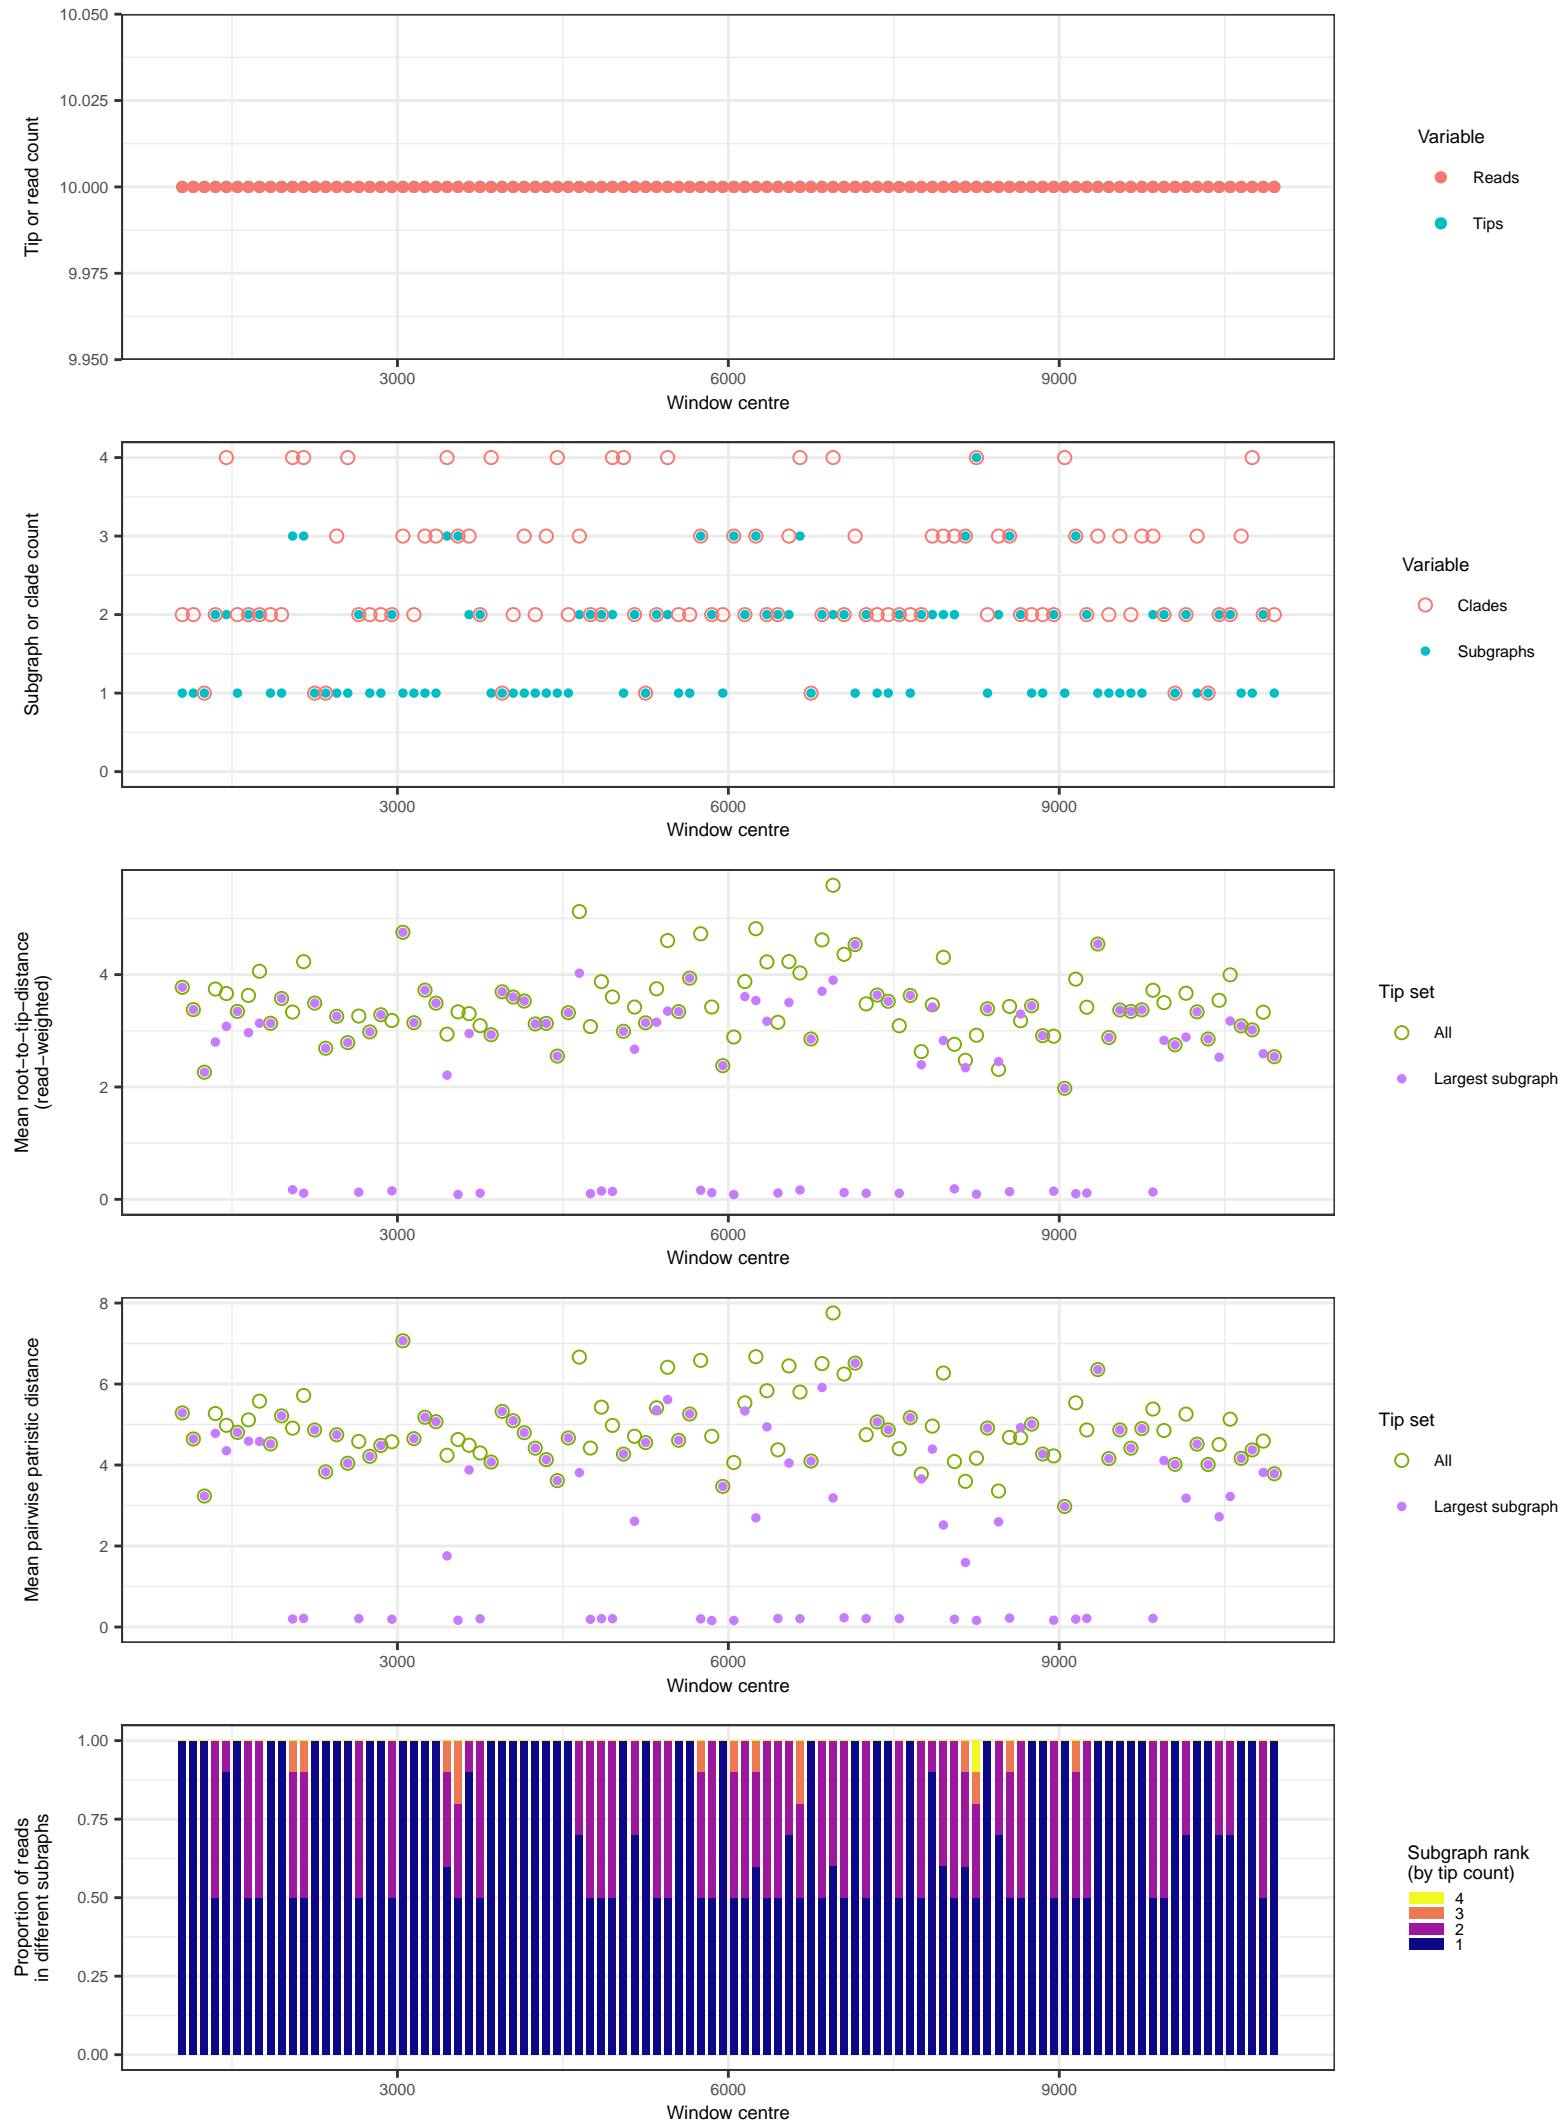 10.050
10.025
10.000
9.975
9.950
Tip or read count
3000
6000
9000
Window centre
Variable
Reads
Tips
4
3
2
1
0
Subgraph or clade count
3000
6000
9000
Window centre
Variable
Clades
Subgraphs
4
2
0
Mean root−to−tip−distance
(read−weighted)
3000
6000
9000
Window centre
Tip set
All
Largest subgraph
8
6
4
2
0
Mean pairwise patristic distance
3000
6000
9000
Window centre
Tip set
All
Largest subgraph
1.00
0.75
0.50
0.25
0.00
Proportion of reads
in different subraphs
3000
6000
9000
Window centre
Subgraph rank
(by tip count)
4
3
2
1